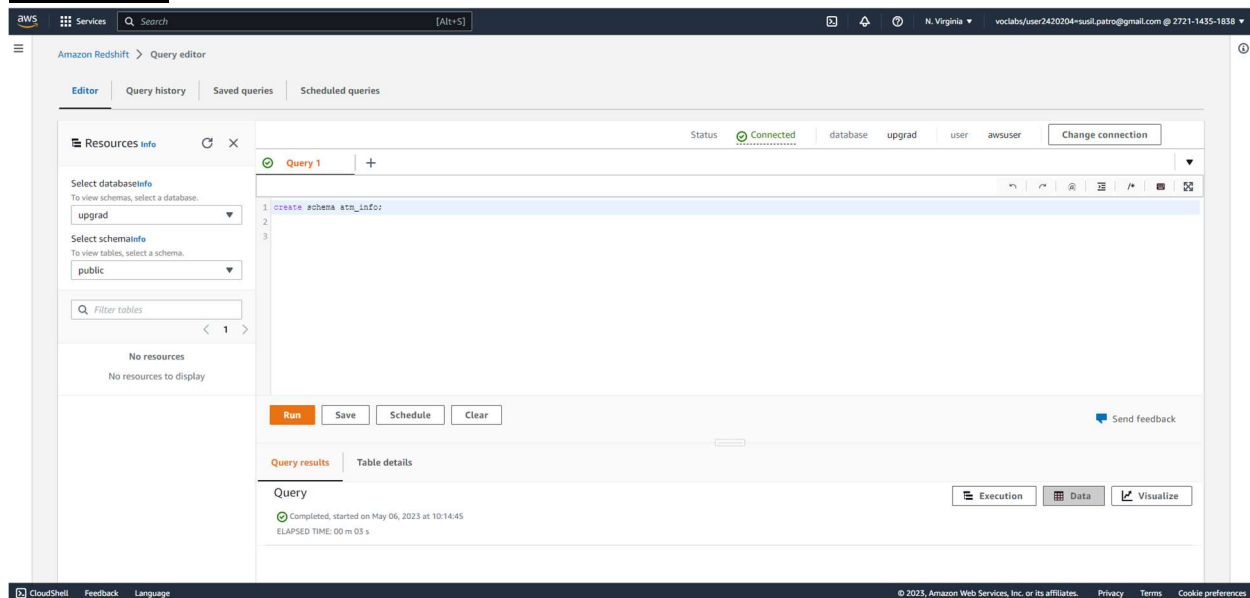 aws Services Search [Alt+S] N. Virginia voclabs/user2420204=susil.patro@gmail.com @ 2721-1435-1838
Amazon Redshift > Query editor
Editor Query history Saved queries Scheduled queries
Status Connected database upgrad user awsuser Change connection
Resources Info
Query 1 +
Select databaseInfo
To view schemas, select a database.
upgrad
Select schemaInfo
To view tables, select a schema.
public
Filter tables
< 1 >
No resources
No resources to display
1 create schema atm_info;
2
3
Run Save Schedule Clear
Send feedback
Query results Table details
Query
Execution Data Visualize
Completed, started on May 06, 2023 at 10:14:45
ELAPSED TIME: 00 m 03 s
CloudShell Feedback Language © 2023, Amazon Web Services, Inc. or its affiliates. Privacy Terms Cookie preferences